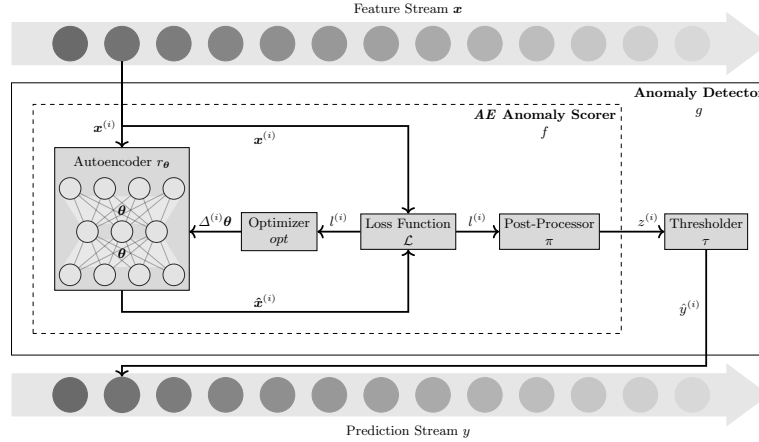 Feature Stream x
Anomaly Detector
g
AE Anomaly Scorer
f
x^(i)
x^(i)
Autoencoder r_θ
θ
θ
Δ^(i)θ
Optimizer
opt
l^(i)
Loss Function
ℒ
l^(i)
Post-Processor
π
z^(i)
Thresholder
τ
x̂^(i)
ŷ^(i)
Prediction Stream y